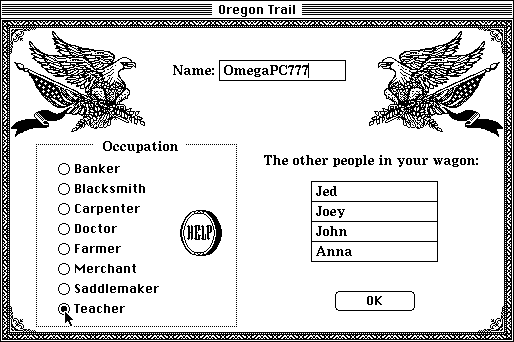 Oregon Trail
Name: OmegaPC777
Occupation
Banker
Blacksmith
Carpenter
Doctor
Farmer
Merchant
Saddlemaker
Teacher
HELP
The other people in your wagon:
Jed
Joey
John
Anna
OK